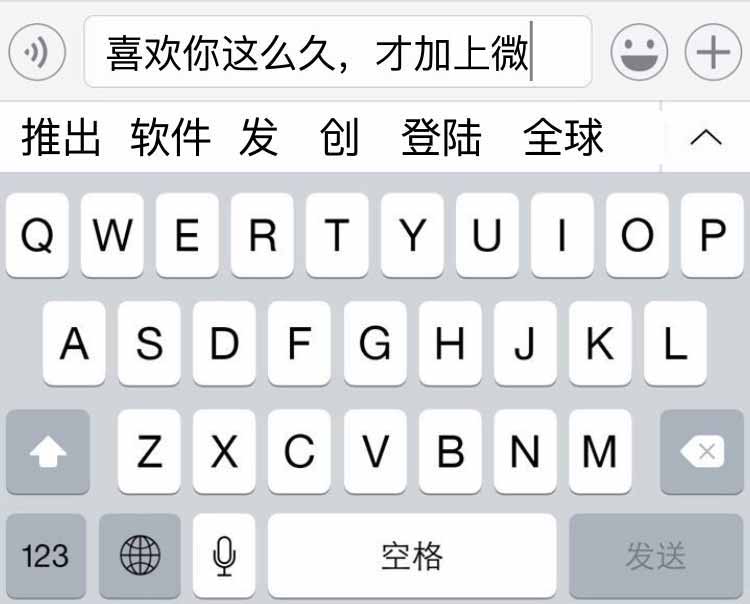 喜欢你这么久，才加上微
推出 软件 发 创 登陆 全球
Q W E R T Y U I O P
A S D F G H J K L
Z X C V B N M
123 空格 发送